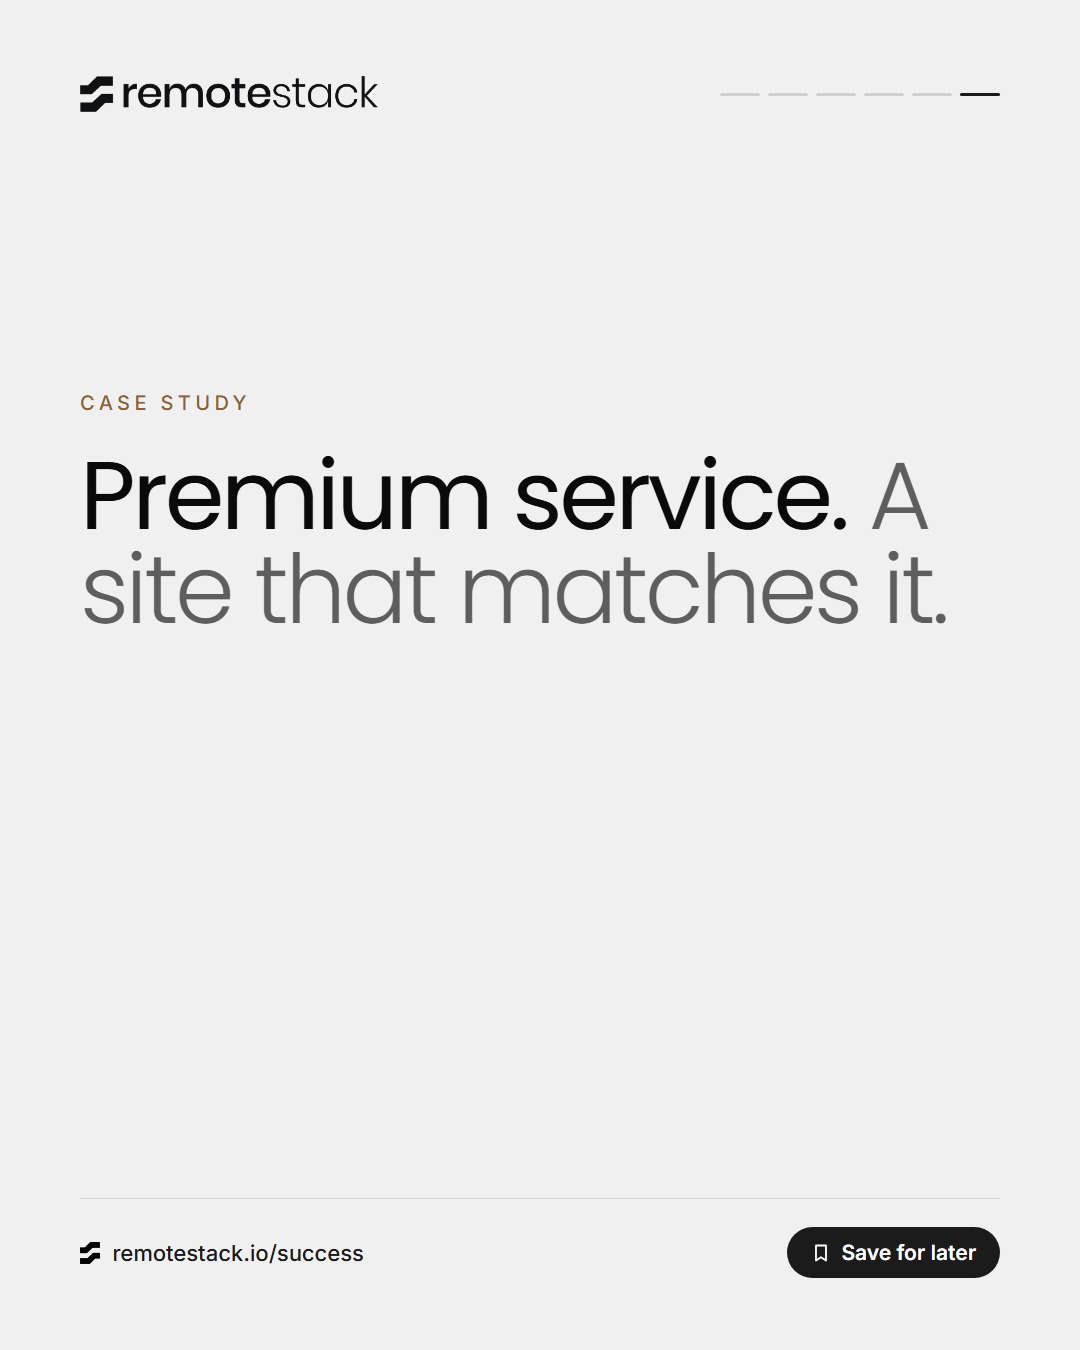 remotestack
CASE STUDY
Premium service. A
site that matches it.
remotestack.io/success
Save for later